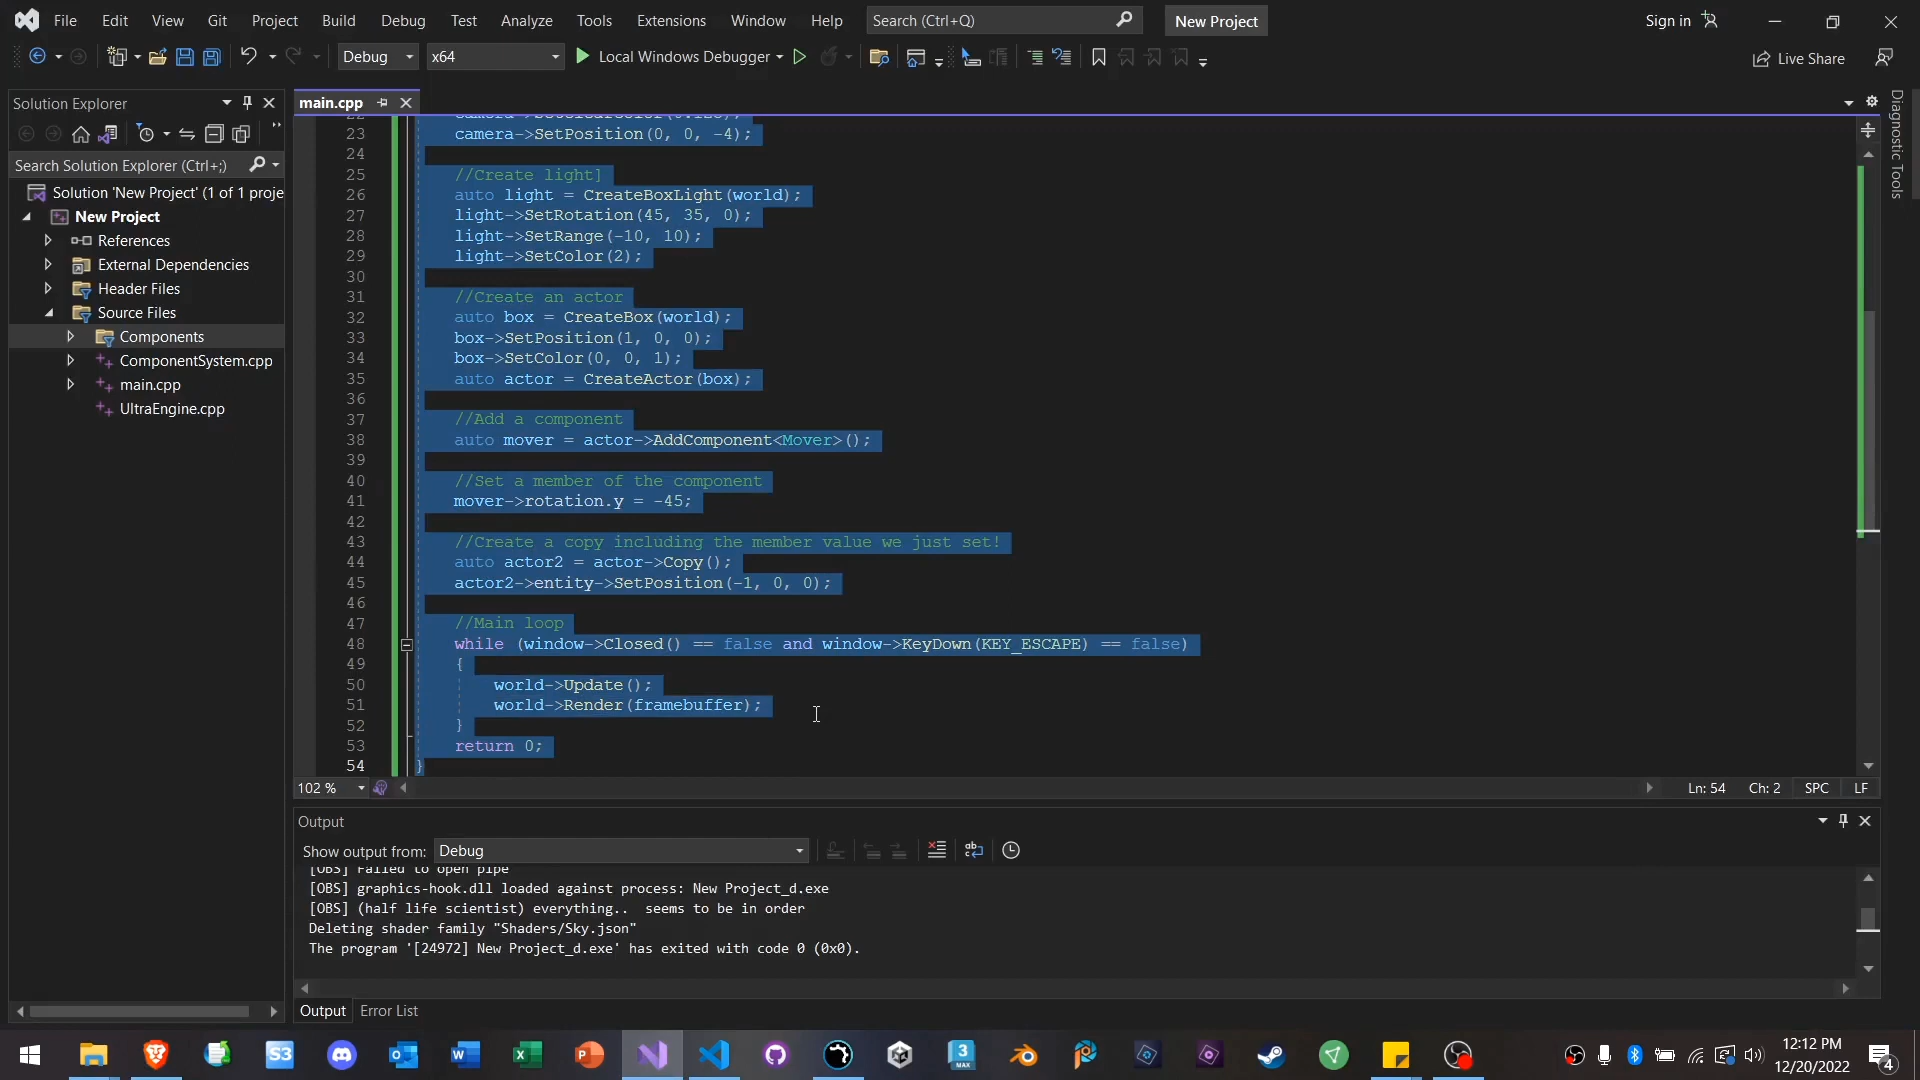 File Edit View Git Project Build Debug Test Analyze Tools Extensions Window Help Search (Ctrl+Q) New Project Sign in
Debug x64 Local Windows Debugger Live Share
Solution Explorer
Search Solution Explorer (Ctrl+;)
Solution 'New Project' (1 of 1 proje
New Project
References
External Dependencies
Header Files
Source Files
Components
ComponentSystem.cpp
main.cpp
UltraEngine.cpp
main.cpp
23 camera->SetPosition(0, 0, -4);
24
25 //Create light]
26 auto light = CreateBoxLight(world);
27 light->SetRotation(45, 35, 0);
28 light->SetRange(-10, 10);
29 light->SetColor(2);
30
31 //Create an actor
32 auto box = CreateBox(world);
33 box->SetPosition(1, 0, 0);
34 box->SetColor(0, 0, 1);
35 auto actor = CreateActor(box);
36
37 //Add a component
38 auto mover = actor->AddComponent<Mover>();
39
40 //Set a member of the component
41 mover->rotation.y = -45;
42
43 //Create a copy including the member value we just set!
44 auto actor2 = actor->Copy();
45 actor2->entity->SetPosition(-1, 0, 0);
46
47 //Main loop
48 while (window->Closed() == false and window->KeyDown(KEY_ESCAPE) == false)
49 {
50 world->Update();
51 world->Render(framebuffer);
52 }
53 return 0;
54 }
102 % Ln: 54 Ch: 2 SPC LF
Diagnostic Tools
Output
Show output from: Debug
[OBS] Failed to open pipe
[OBS] graphics-hook.dll loaded against process: New Project_d.exe
[OBS] (half life scientist) everything..  seems to be in order
Deleting shader family "Shaders/Sky.json"
The program '[24972] New Project_d.exe' has exited with code 0 (0x0).
Output Error List
S3
3
MAX
12:12 PM
12/20/2022
4